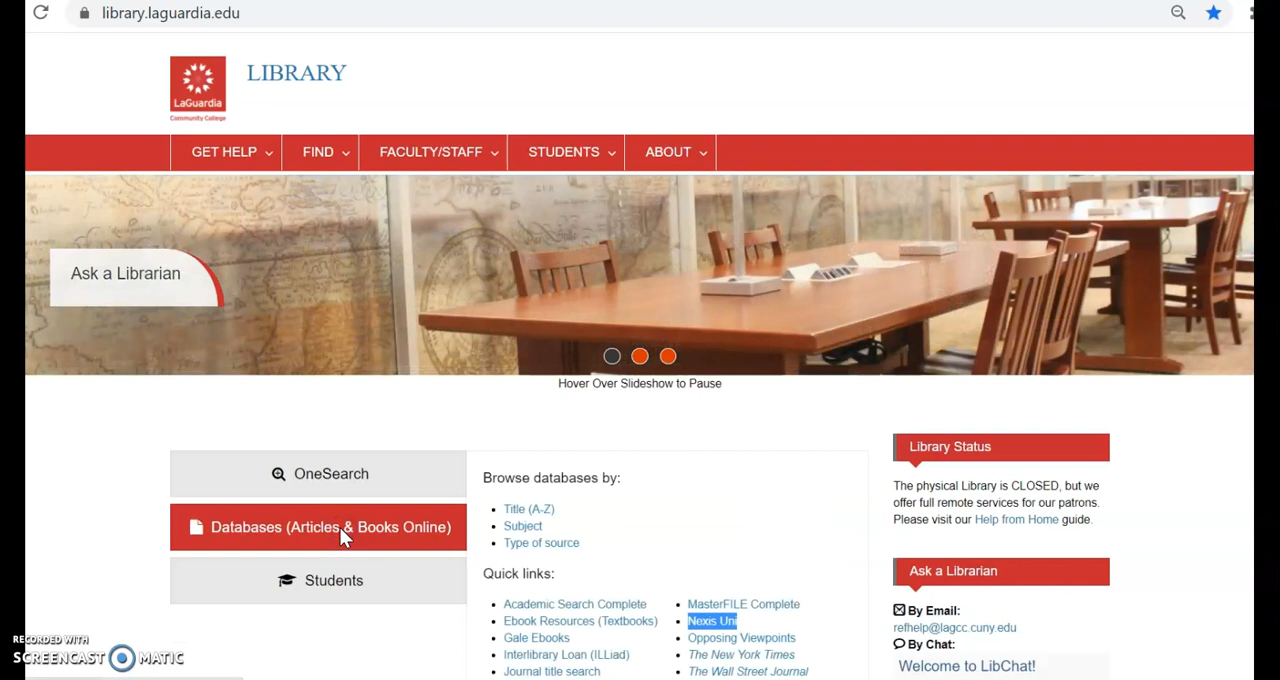 library.laguardia.edu
LaGuardia
Community College
LIBRARY
GET HELP
FIND
FACULTY/STAFF
STUDENTS
ABOUT
Ask a Librarian
Hover Over Slideshow to Pause
OneSearch
Databases (Articles & Books Online)
Students
Browse databases by:
Title (A-Z)
Subject
Type of source
Quick links:
Academic Search Complete
Ebook Resources (Textbooks)
Gale Ebooks
Interlibrary Loan (ILLiad)
Journal title search
MasterFILE Complete
Nexis Uni
Opposing Viewpoints
The New York Times
The Wall Street Journal
Library Status
The physical Library is CLOSED, but we
offer full remote services for our patrons.
Please visit our Help from Home guide.
Ask a Librarian
By Email:
refhelp@lagcc.cuny.edu
By Chat:
Welcome to LibChat!
RECORDED WITH
SCREENCAST MATIC